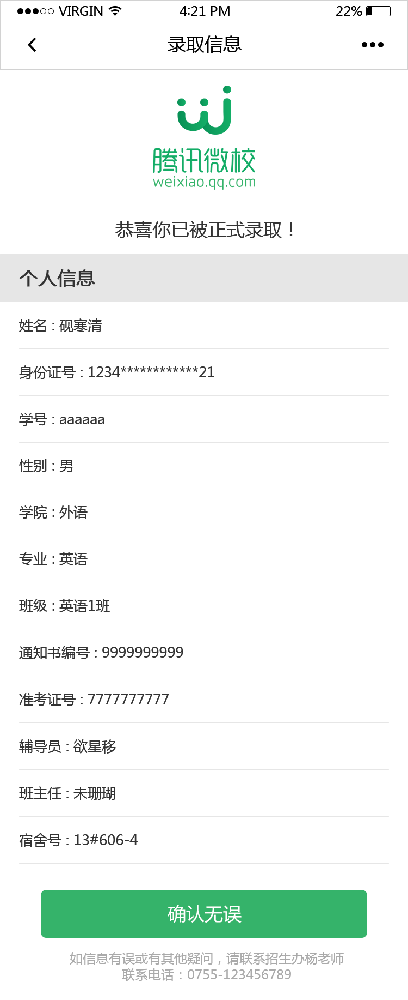 VIRGIN 4:21 PM 22%
录取信息
腾讯微校
weixiao.qq.com
恭喜你已被正式录取！
个人信息
姓名：砚寒清
身份证号：1234************21
学号：aaaaaa
性别：男
学院：外语
专业：英语
班级：英语1班
通知书编号：9999999999
准考证号：7777777777
辅导员：欲星移
班主任：未珊瑚
宿舍号：13#606-4
确认无误
如信息有误或有其他疑问，请联系招生办杨老师
联系电话：0755-123456789